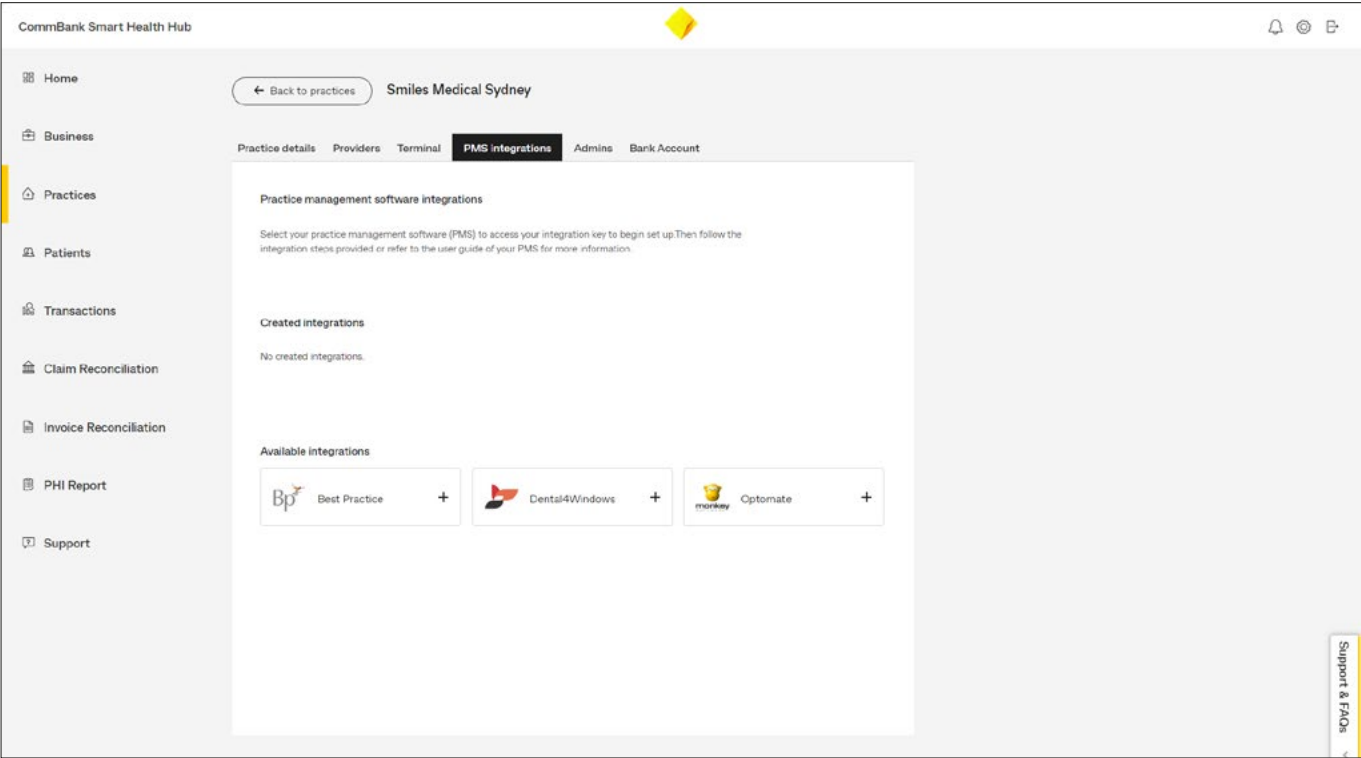 CommBank Smart Health Hub
Home
Business
Practices
Patients
Transactions
Claim Reconciliation
Invoice Reconciliation
PHI Report
Support
← Back to practices
Smiles Medical Sydney
Practice details Providers Terminal PMS integrations Admins Bank Account
Practice management software integrations
Select your practice management software (PMS) to access your integration key to begin set up.Then follow the
integration steps provided or refer to the user guide of your PMS for more information.
Created integrations
No created integrations.
Available integrations
Bp Best Practice +
Dental4Windows +
monkey Optomate +
Support & FAQs